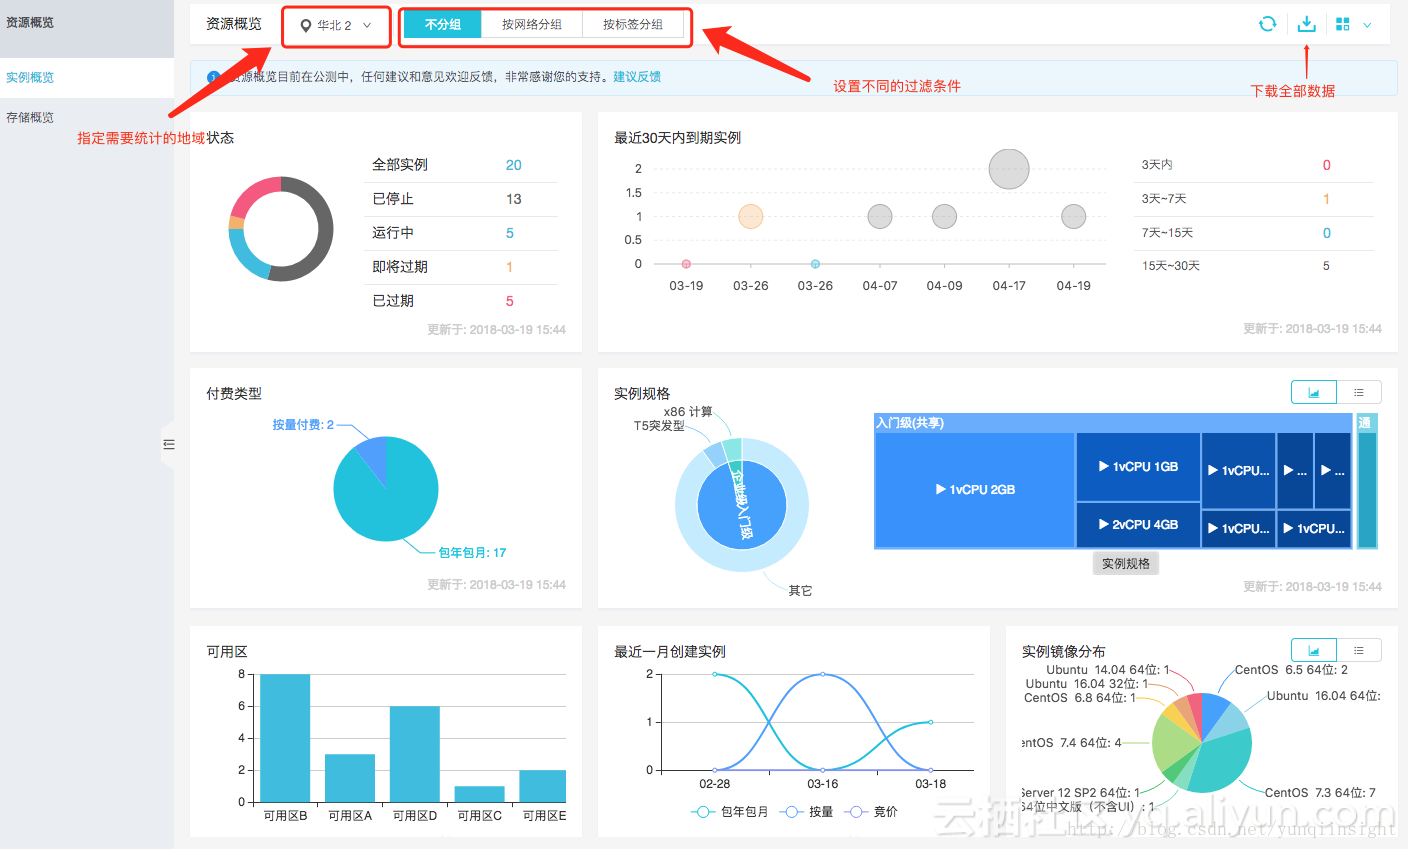 资源概览
实例概览
存储概览
资源概览
华北 2
不分组
按网络分组
按标签分组
资源概览目前在公测中，任何建议和意见欢迎反馈，非常感谢您的支持。建议反馈
设置不同的过滤条件
下载全部数据
指定需要统计的地域
状态
全部实例 20
已停止 13
运行中 5
即将过期 1
已过期 5
更新于: 2018-03-19 15:44
最近30天内到期实例
2
1.5
1
0.5
0
03-19 03-26 03-26 04-07 04-09 04-17 04-19
3天内 0
3天~7天 1
7天~15天 0
15天~30天 5
更新于: 2018-03-19 15:44
付费类型
按量付费: 2
包年包月: 17
更新于: 2018-03-19 15:44
实例规格
x86 计算
T5突发型
企业级
入门级
其它
入门级(共享)
通
1vCPU 2GB
1vCPU 1GB
2vCPU 4GB
1vCPU...
...
...
1vCPU...
1vCPU...
实例规格
更新于: 2018-03-19 15:44
可用区
8
6
4
2
0
可用区B 可用区A 可用区D 可用区C 可用区E
最近一月创建实例
2
1
0
02-28 03-16 03-18
包年包月 按量 竞价
实例镜像分布
Ubuntu 14.04 64位: 1
Ubuntu 16.04 32位: 1
CentOS 6.8 64位: 1
entOS 7.4 64位: 4
Server 12 SP2 64位: 1
64位中文版（不含UI）: 1
CentOS 6.5 64位: 2
Ubuntu 16.04 64位:
CentOS 7.3 64位: 7
云栖社区 yq.aliyun.com
http://blog.csdn.net/yunqiinsight